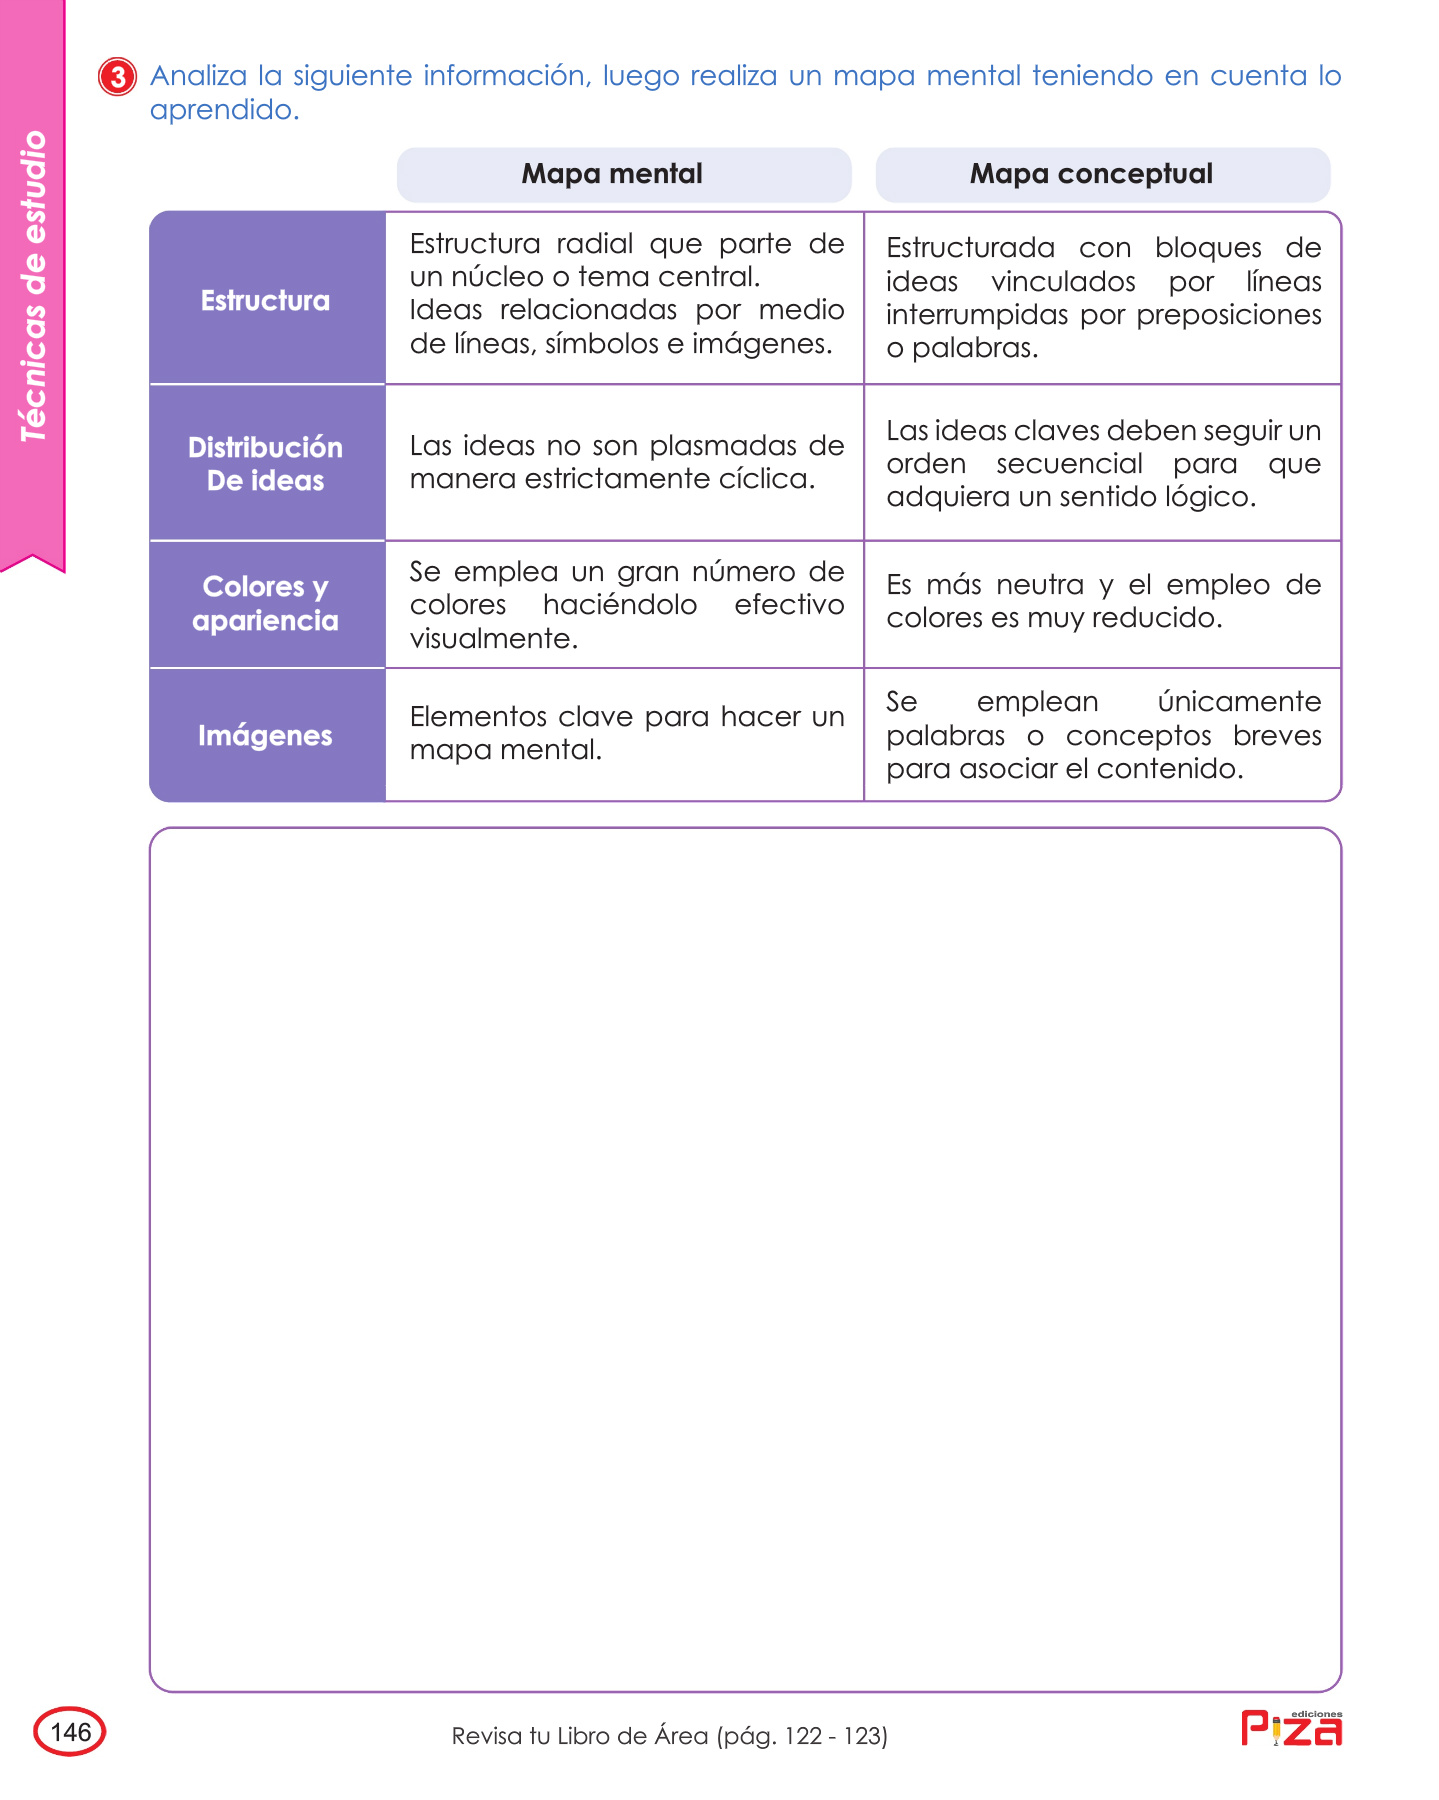 Técnicas de estudio
3 Analiza la siguiente información, luego realiza un mapa mental teniendo en cuenta lo
aprendido.
Mapa mental
Mapa conceptual
Estructura
Estructura radial que parte de
un núcleo o tema central.
Ideas relacionadas por medio
de líneas, símbolos e imágenes.
Estructurada con bloques de
ideas vinculados por líneas
interrumpidas por preposiciones
o palabras.
Distribución
De ideas
Las ideas no son plasmadas de
manera estrictamente cíclica.
Las ideas claves deben seguir un
orden secuencial para que
adquiera un sentido lógico.
Colores y
apariencia
Se emplea un gran número de
colores haciéndolo efectivo
visualmente.
Es más neutra y el empleo de
colores es muy reducido.
Imágenes
Elementos clave para hacer un
mapa mental.
Se emplean únicamente
palabras o conceptos breves
para asociar el contenido.
146
Revisa tu Libro de Área (pág. 122 - 123)
ediciones
Piza